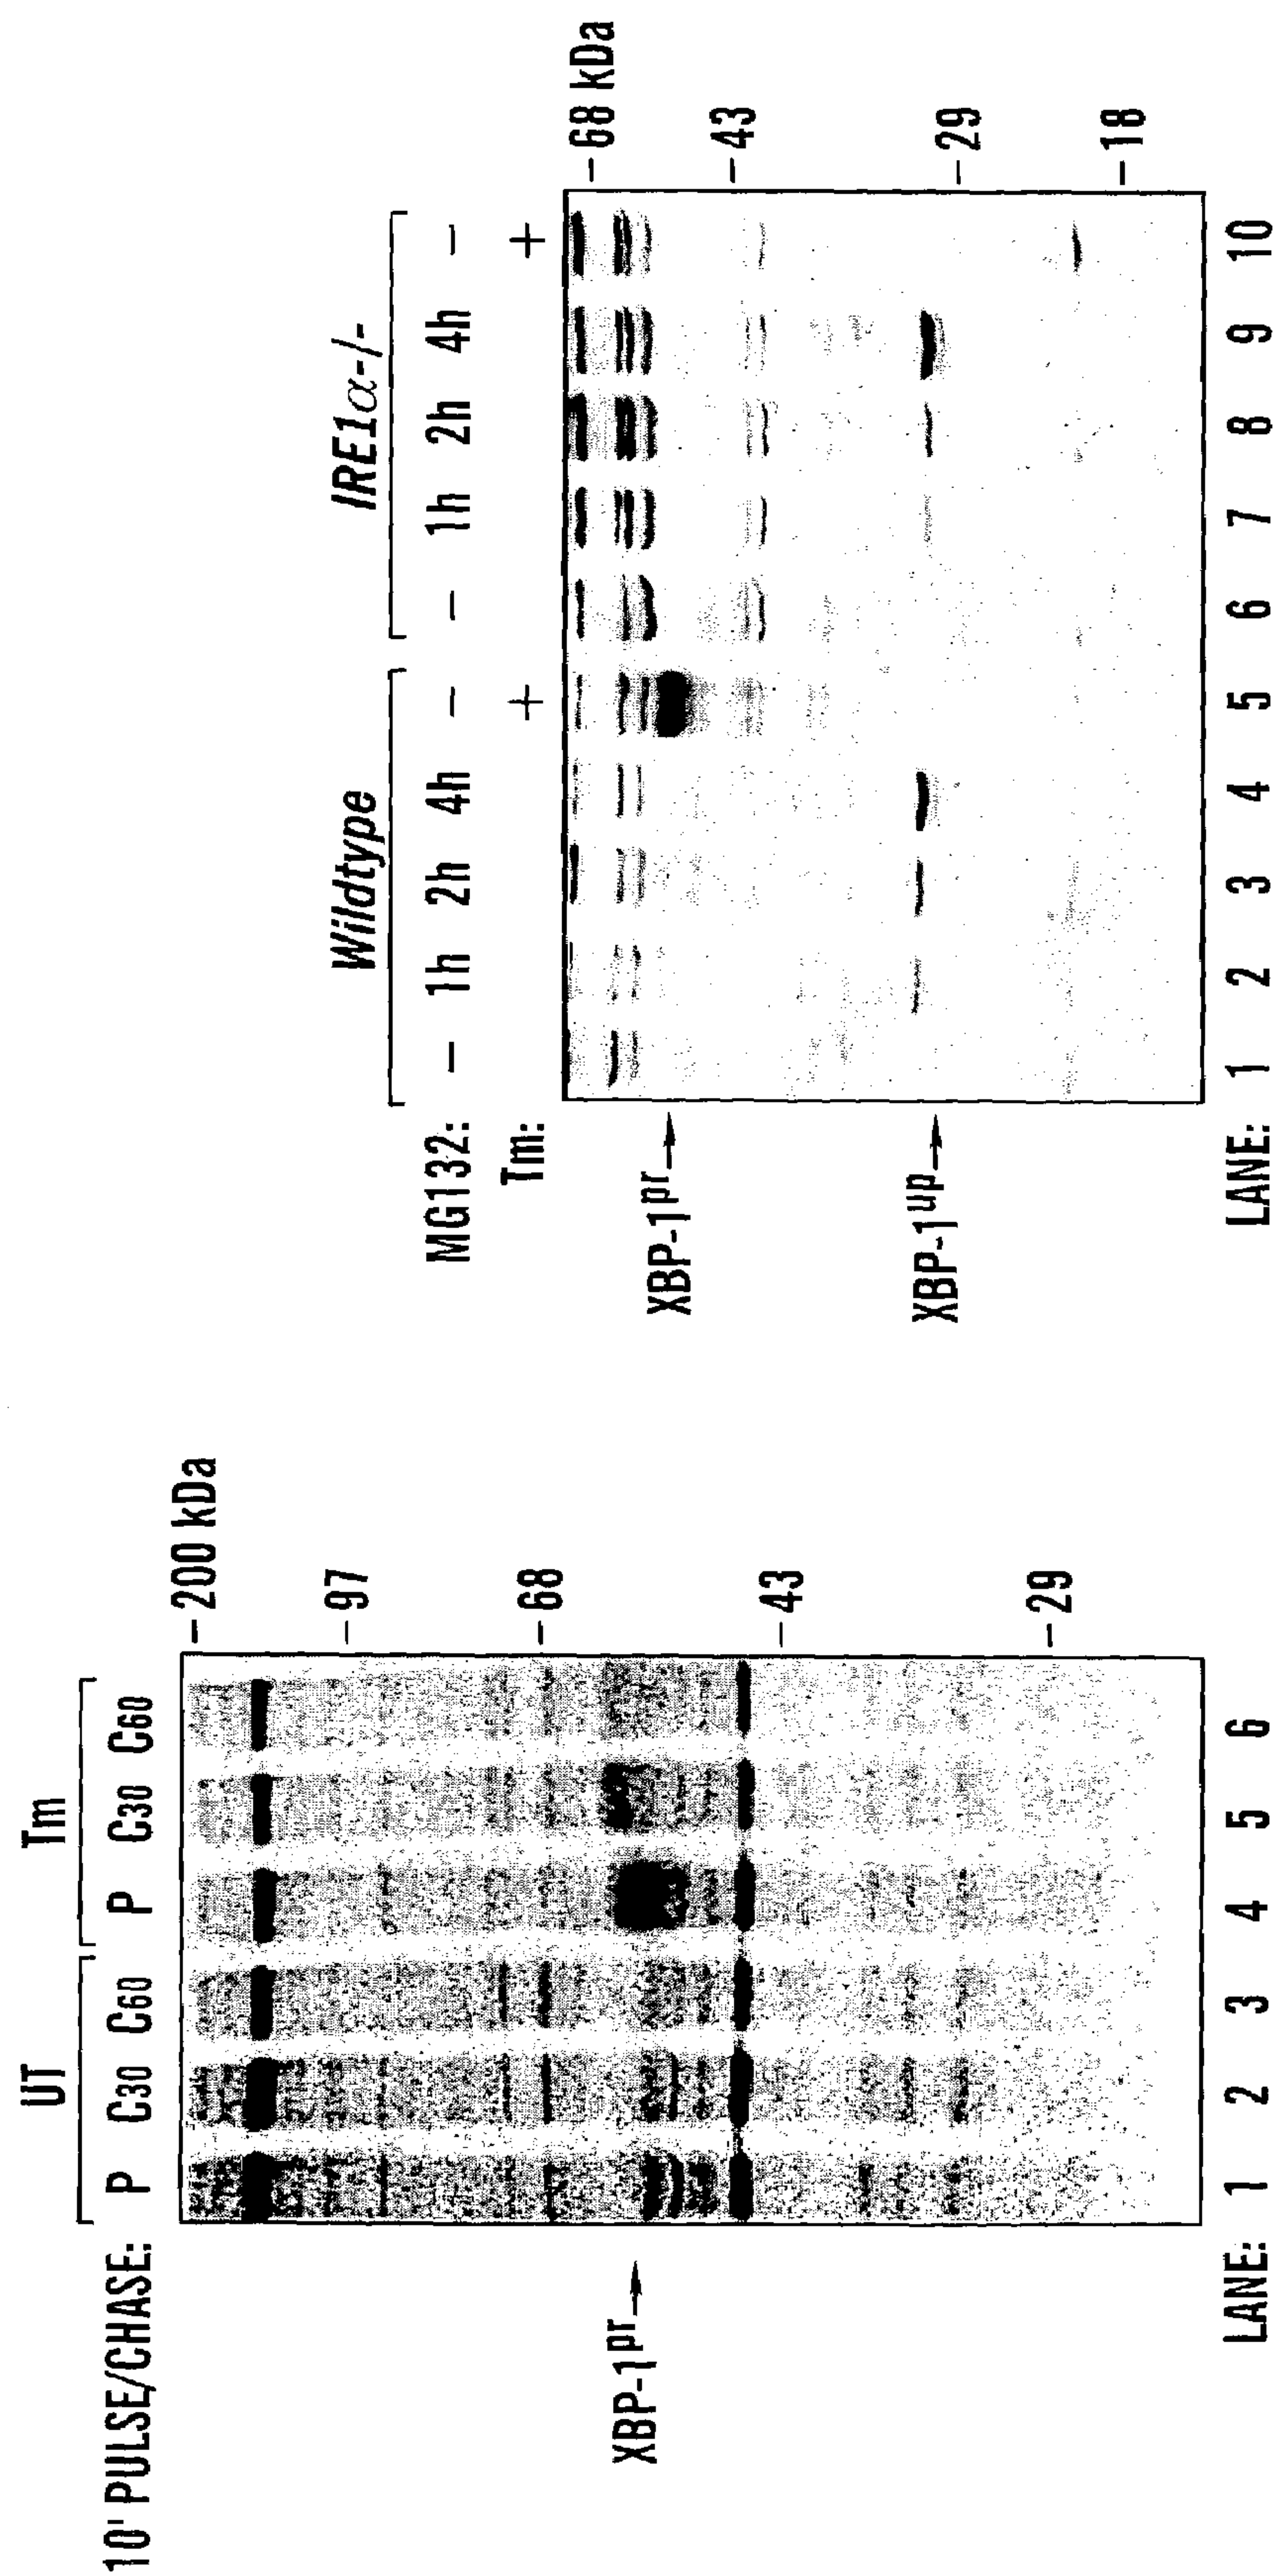 UT Tm
10' PULSE/CHASE: P C30 C60 P C30 C60
–200 kDa
–97
–68
XBP-1pr
–43
–29
LANE: 1 2 3 4 5 6
Wildtype IRE1α-/-
MG132: – 1h 2h 4h – – 1h 2h 4h –
Tm: + +
–68 kDa
XBP-1pr
–43
XBP-1up
–29
–18
LANE: 1 2 3 4 5 6 7 8 9 10